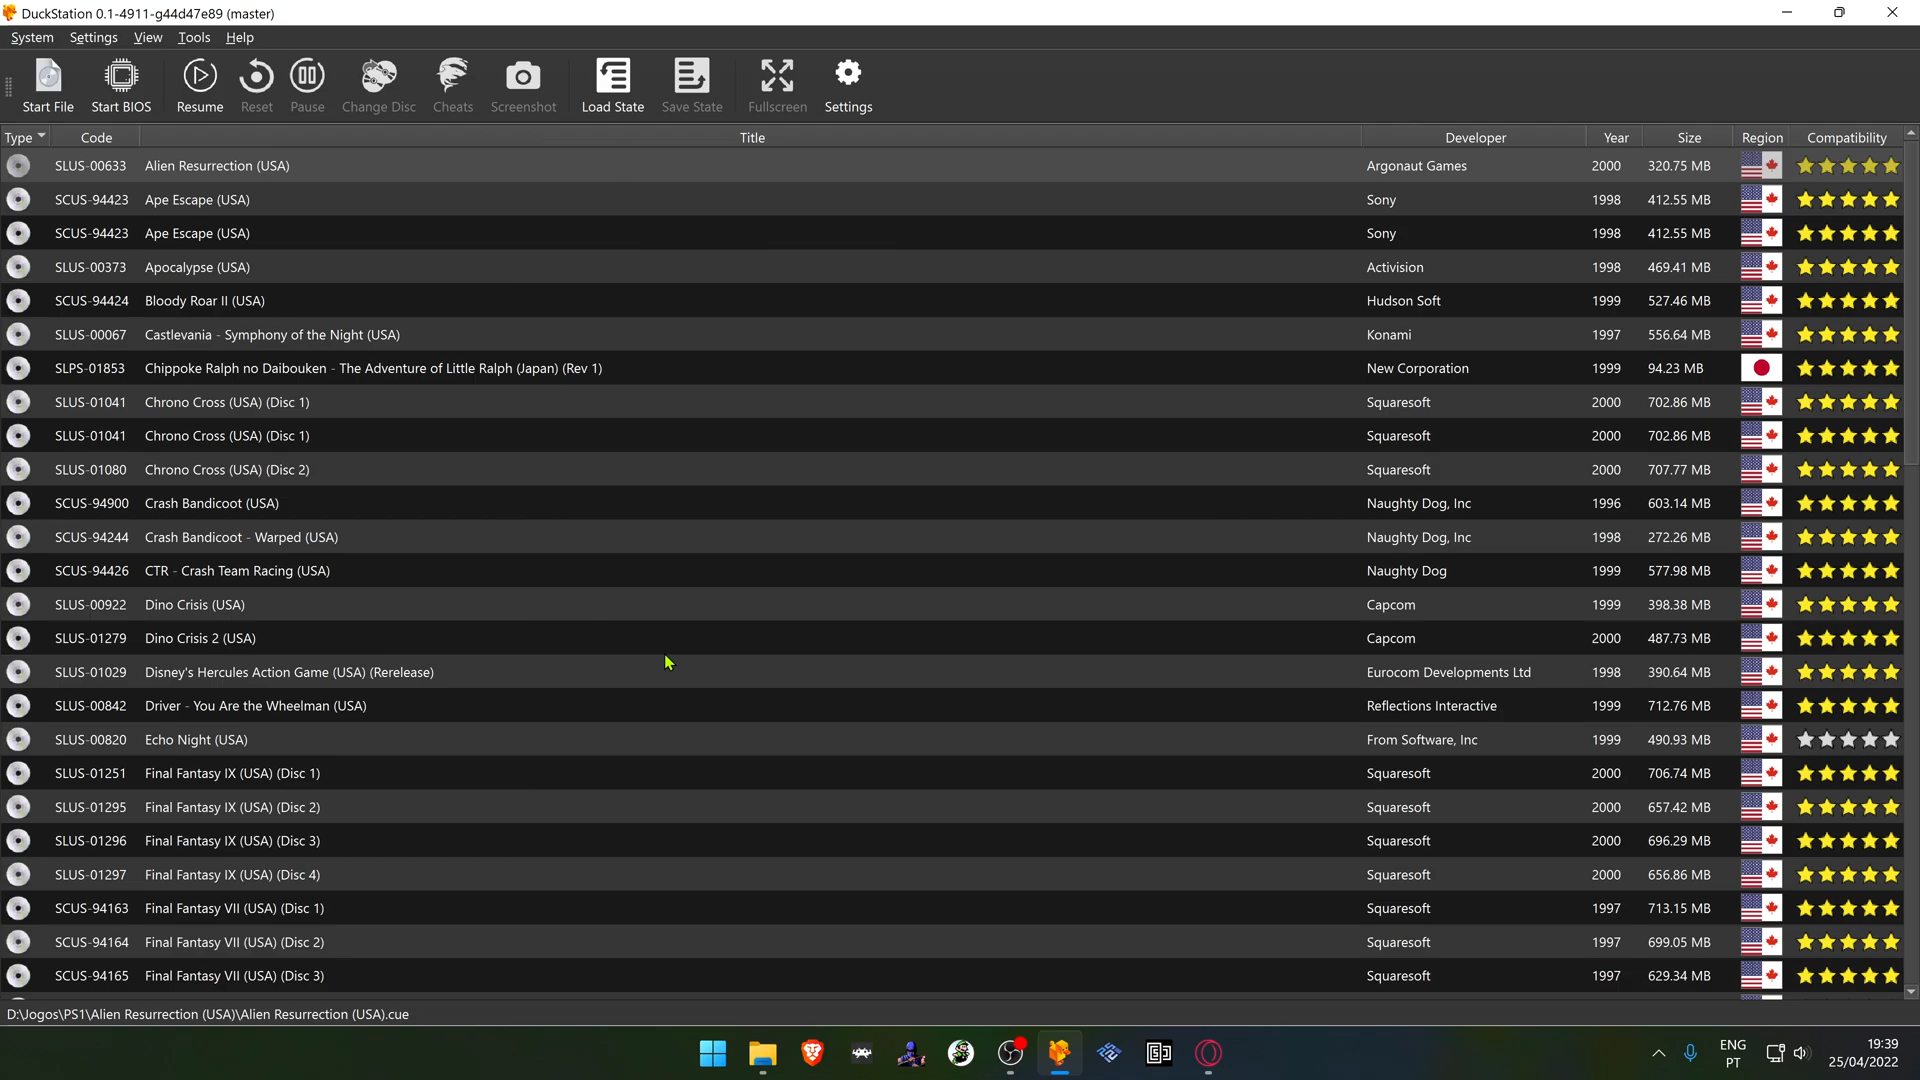 DuckStation 0.1-4911-g44d47e89 (master)
System Settings View Tools Help
Start File Start BIOS Resume Reset Pause Change Disc Cheats Screenshot Load State Save State Fullscreen Settings
Type Code Title Developer Year Size Region Compatibility
SLUS-00633 Alien Resurrection (USA) Argonaut Games 2000 320.75 MB
SCUS-94423 Ape Escape (USA) Sony 1998 412.55 MB
SCUS-94423 Ape Escape (USA) Sony 1998 412.55 MB
SLUS-00373 Apocalypse (USA) Activision 1998 469.41 MB
SCUS-94424 Bloody Roar II (USA) Hudson Soft 1999 527.46 MB
SLUS-00067 Castlevania - Symphony of the Night (USA) Konami 1997 556.64 MB
SLPS-01853 Chippoke Ralph no Daibouken - The Adventure of Little Ralph (Japan) (Rev 1) New Corporation 1999 94.23 MB
SLUS-01041 Chrono Cross (USA) (Disc 1) Squaresoft 2000 702.86 MB
SLUS-01041 Chrono Cross (USA) (Disc 1) Squaresoft 2000 702.86 MB
SLUS-01080 Chrono Cross (USA) (Disc 2) Squaresoft 2000 707.77 MB
SCUS-94900 Crash Bandicoot (USA) Naughty Dog, Inc 1996 603.14 MB
SCUS-94244 Crash Bandicoot - Warped (USA) Naughty Dog, Inc 1998 272.26 MB
SCUS-94426 CTR - Crash Team Racing (USA) Naughty Dog 1999 577.98 MB
SLUS-00922 Dino Crisis (USA) Capcom 1999 398.38 MB
SLUS-01279 Dino Crisis 2 (USA) Capcom 2000 487.73 MB
SLUS-01029 Disney's Hercules Action Game (USA) (Rerelease) Eurocom Developments Ltd 1998 390.64 MB
SLUS-00842 Driver - You Are the Wheelman (USA) Reflections Interactive 1999 712.76 MB
SLUS-00820 Echo Night (USA) From Software, Inc 1999 490.93 MB
SLUS-01251 Final Fantasy IX (USA) (Disc 1) Squaresoft 2000 706.74 MB
SLUS-01295 Final Fantasy IX (USA) (Disc 2) Squaresoft 2000 657.42 MB
SLUS-01296 Final Fantasy IX (USA) (Disc 3) Squaresoft 2000 696.29 MB
SLUS-01297 Final Fantasy IX (USA) (Disc 4) Squaresoft 2000 656.86 MB
SCUS-94163 Final Fantasy VII (USA) (Disc 1) Squaresoft 1997 713.15 MB
SCUS-94164 Final Fantasy VII (USA) (Disc 2) Squaresoft 1997 699.05 MB
SCUS-94165 Final Fantasy VII (USA) (Disc 3) Squaresoft 1997 629.34 MB
D:\Jogos\PS1\Alien Resurrection (USA)\Alien Resurrection (USA).cue
ENG 19:39
PT 25/04/2022